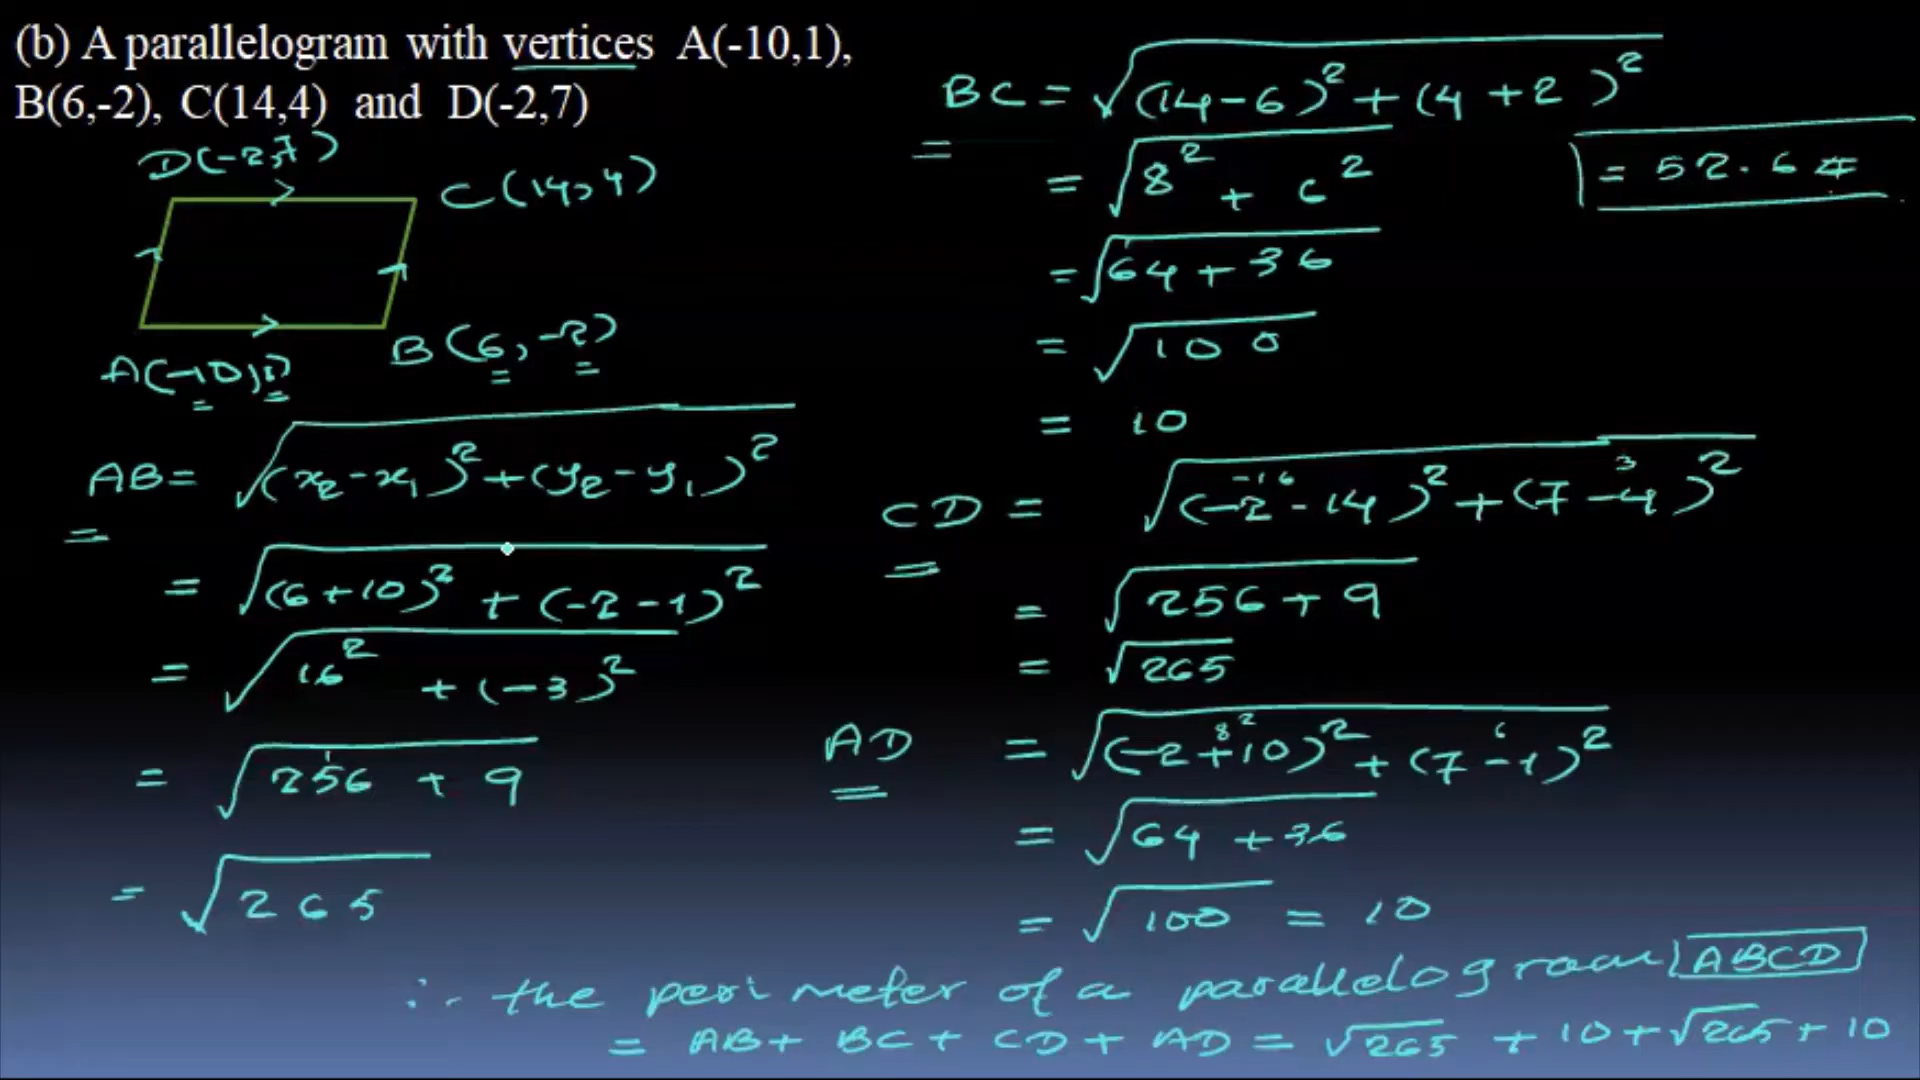 (b) A parallelogram with vertices A(-10,1),
B(6,-2), C(14,4) and D(-2,7)
D(-2,7)
C(14,4)
A(-10,1)
B(6,-2)
AB = √((x₂-x₁)²+(y₂-y₁)²)
= √((6+10)²+(-2-1)²)
= √(16²+(-3)²)
= √(256+9)
= √265
BC = √((14-6)²+(4+2)²)
= √(8²+6²)
= √(64+36)
= √100
= 10
CD = √((-2-14)²+(7-4)²)
-16 3
= √(256+9)
= √265
AD = √((-2+10)²+(7-1)²)
8² 6
= √(64+36)
= √100 = 10
∴ the perimeter of a parallelogram ABCD
= AB+BC+CD+AD = √265+10+√265+10
= 52.6